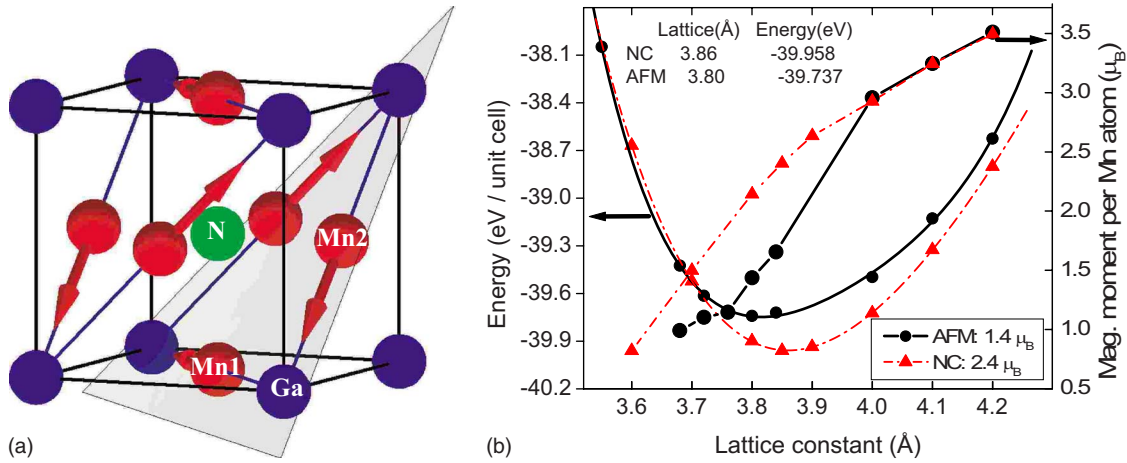 N
Mn2
Mn1
Ga
(a)
Lattice(Å) Energy(eV)
NC 3.86 -39.958
AFM 3.80 -39.737
Energy (eV / unit cell)
-38.1
-38.4
-38.7
-39.0
-39.3
-39.6
-39.9
-40.2
3.6 3.7 3.8 3.9 4.0 4.1 4.2
Lattice constant (Å)
3.5
3.0
2.5
2.0
1.5
1.0
0.5
Mag. moment per Mn atom (μB)
AFM: 1.4 μB
NC: 2.4 μB
(b)